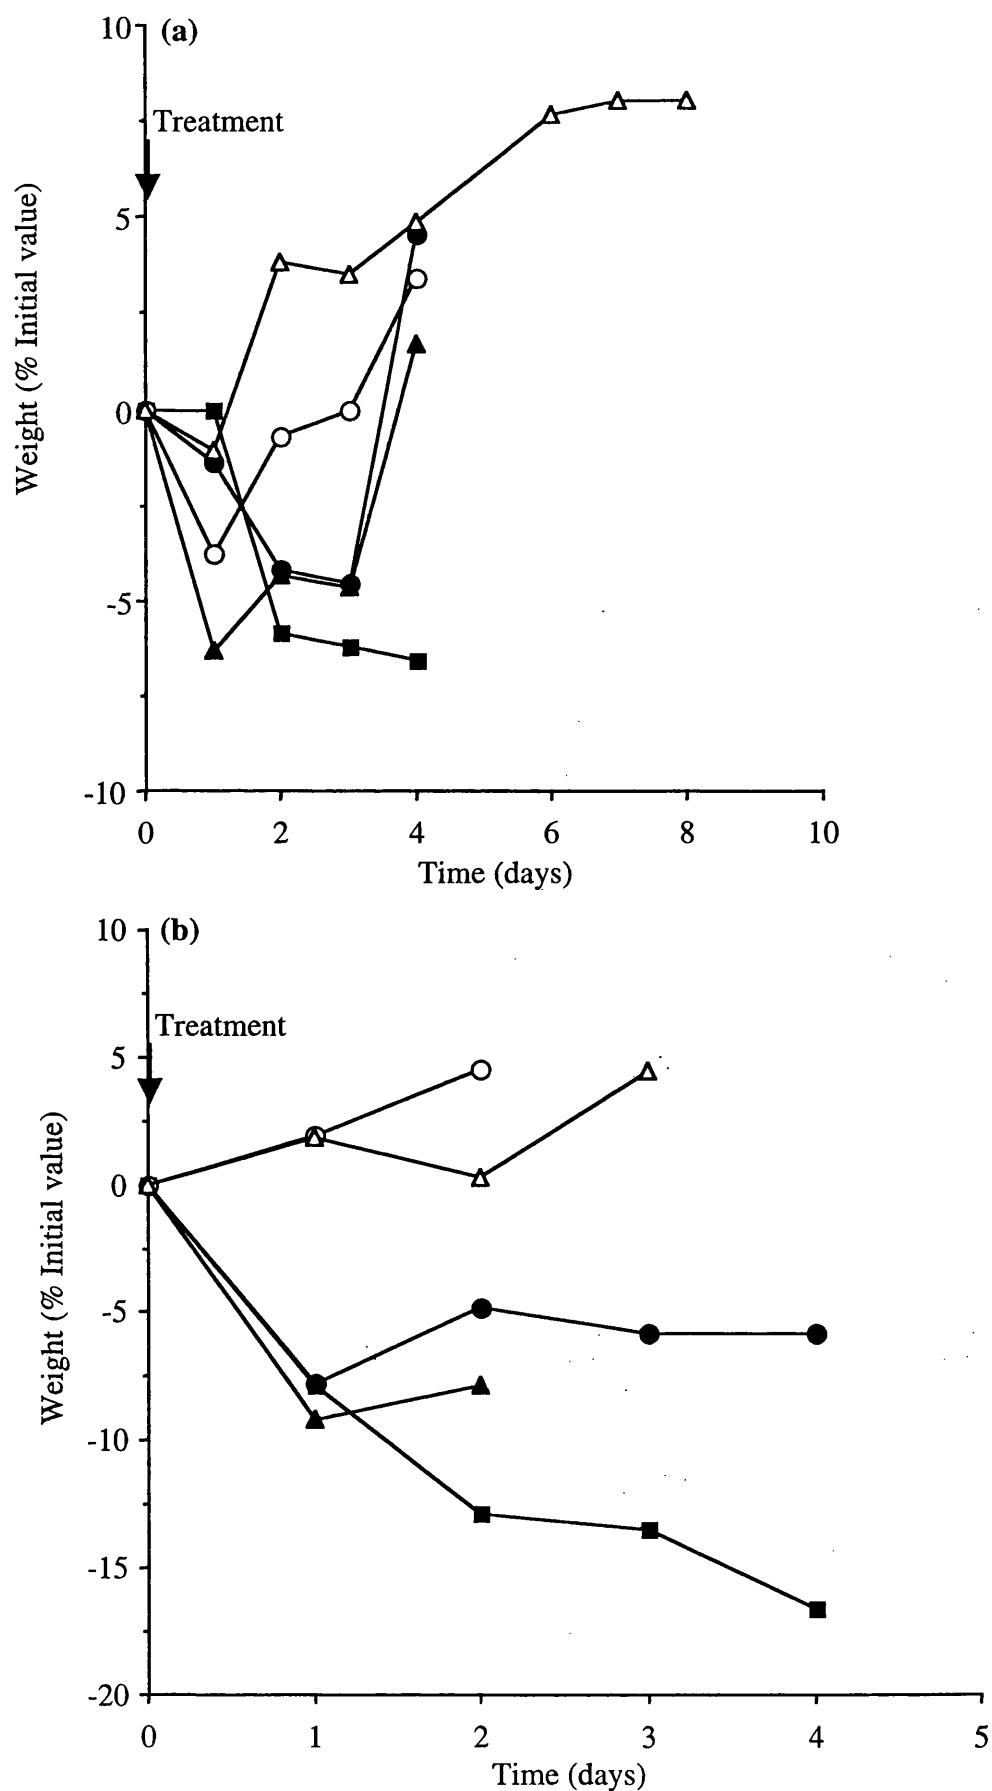 10 (a)
Treatment
5
0
-5
-10
Weight (% Initial value)
0 2 4 6 8 10
Time (days)
10 (b)
Treatment
5
0
-5
-10
-15
-20
Weight (% Initial value)
0 1 2 3 4 5
Time (days)